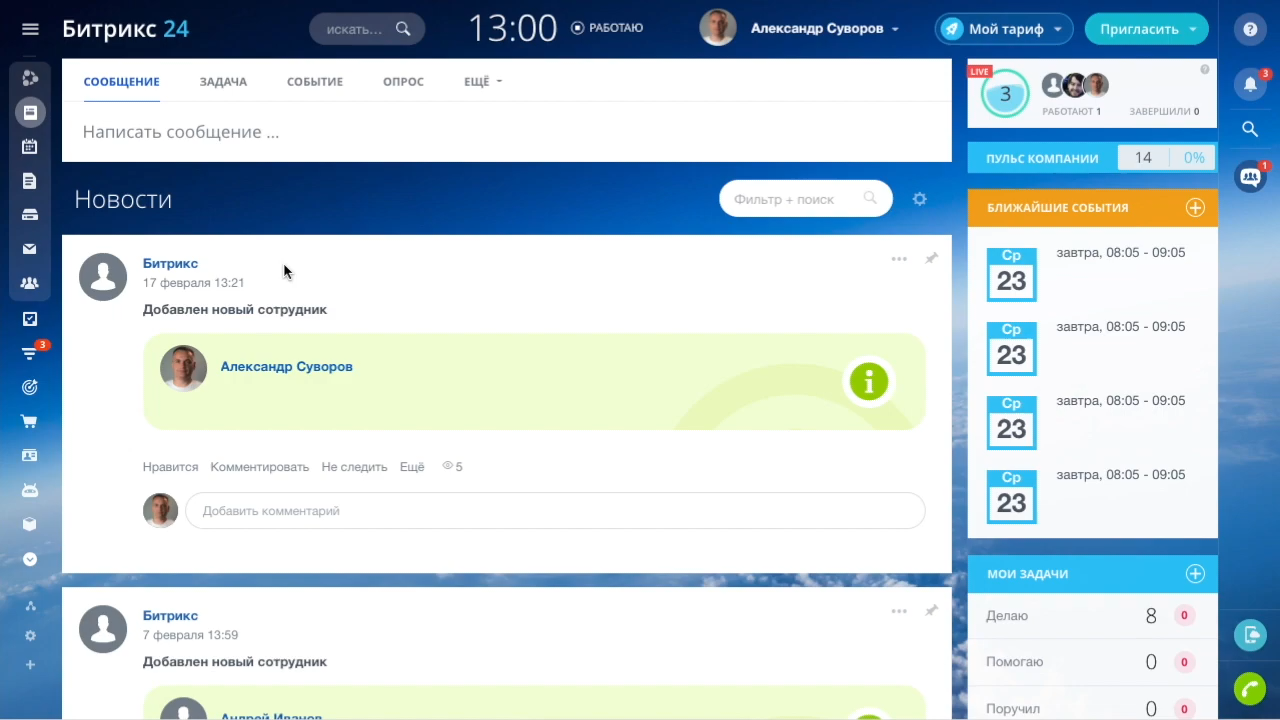 Битрикс 24
искать...
13:00
РАБОТАЮ
Александр Суворов
Мой тариф
Пригласить
СООБЩЕНИЕ
ЗАДАЧА
СОБЫТИЕ
ОПРОС
ЕЩЁ
Написать сообщение ...
Новости
Фильтр + поиск
Битрикс
17 февраля 13:21
Добавлен новый сотрудник
Александр Суворов
Нравится Комментировать Не следить Ещё 5
Добавить комментарий
Битрикс
7 февраля 13:59
Добавлен новый сотрудник
Андрей Иванов
3
LIVE
3
РАБОТАЮТ 1
ЗАВЕРШИЛИ 0
?
ПУЛЬС КОМПАНИИ 14 0%
БЛИЖАЙШИЕ СОБЫТИЯ
Ср
23
завтра, 08:05 - 09:05
Ср
23
завтра, 08:05 - 09:05
Ср
23
завтра, 08:05 - 09:05
Ср
23
завтра, 08:05 - 09:05
МОИ ЗАДАЧИ
Делаю 8 0
Помогаю 0 0
Поручил 0 0
?
3
1